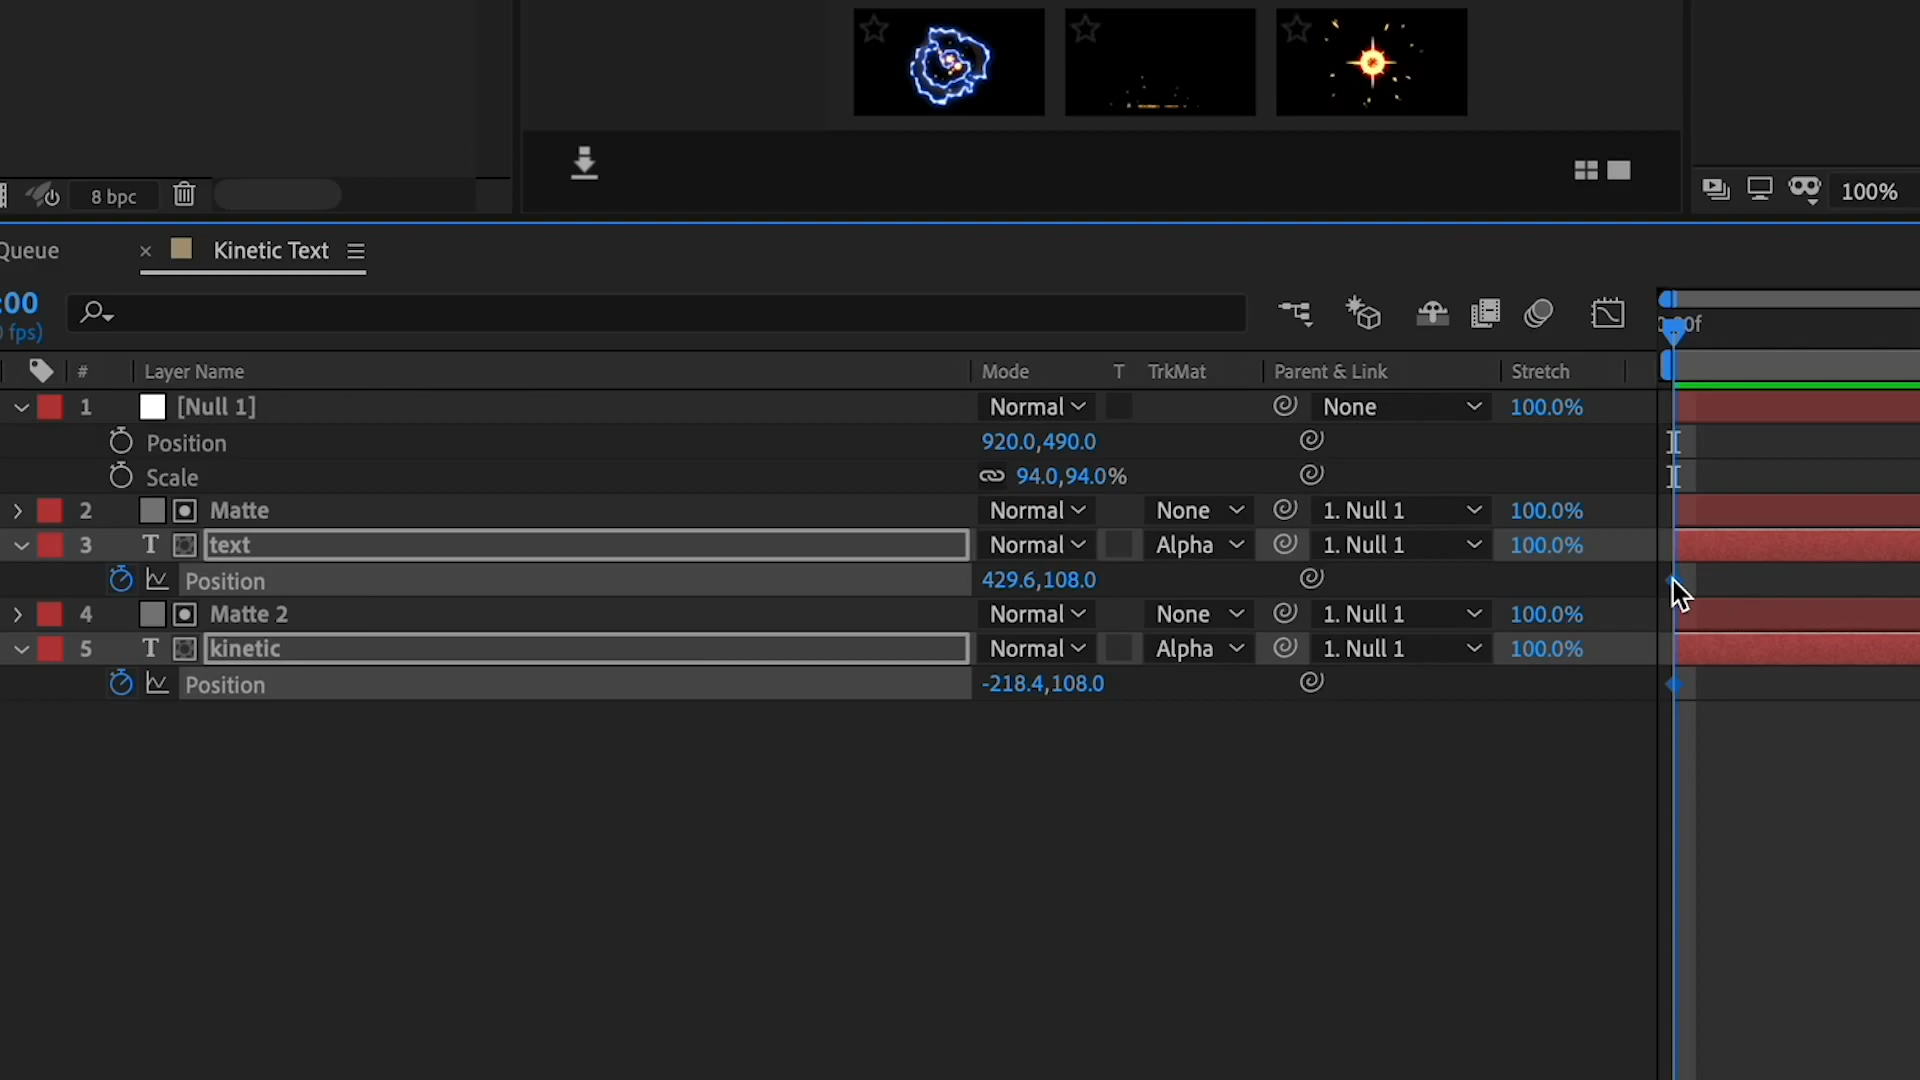 8 bpc
100%
Queue
× Kinetic Text
:00
0 fps)
# Layer Name Mode T TrkMat Parent & Link Stretch
1 [Null 1] Normal None 100.0%
Position 920.0,490.0
Scale 94.0,94.0%
2 Matte Normal None 1. Null 1 100.0%
3 T text Normal Alpha 1. Null 1 100.0%
Position 429.6,108.0
4 Matte 2 Normal None 1. Null 1 100.0%
5 T kinetic Normal Alpha 1. Null 1 100.0%
Position -218.4,108.0